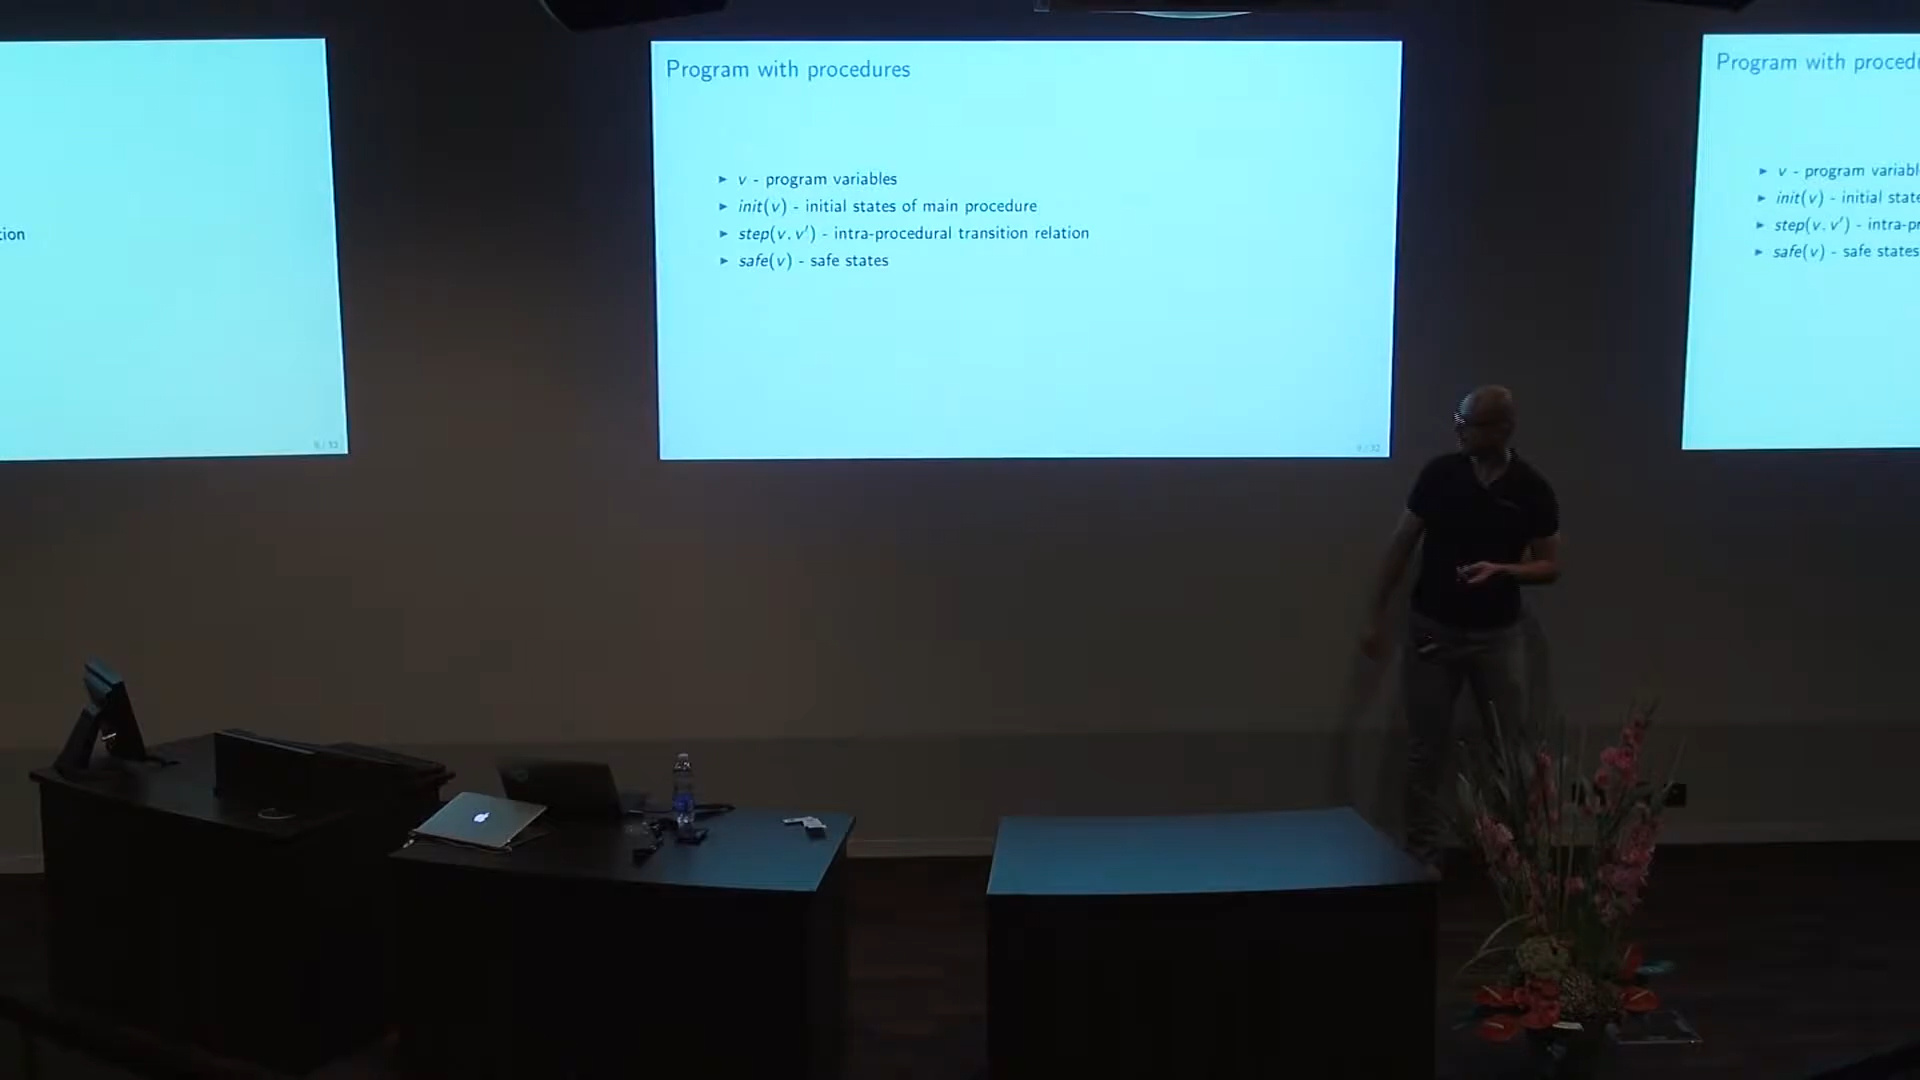 tion
Program with procedures
► v - program variables
► init(v) - initial states of main procedure
► step(v, v′) - intra-procedural transition relation
► safe(v) - safe states
Program with procedu
► v - program variabl
► init(v) - initial state
► step(v, v′) - intra-pr
► safe(v) - safe states